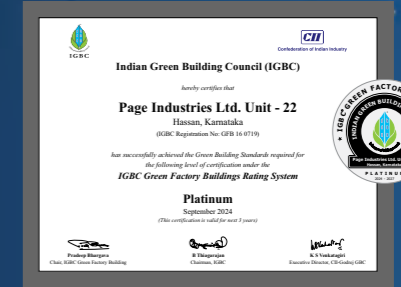 IGBC
CII
Confederation of Indian Industry
Indian Green Building Council (IGBC)
hereby certifies that
Page Industries Ltd. Unit - 22
Hassan, Karnataka
(IGBC Registration No: GFB 16 0719)
has successfully achieved the Green Building Standards required for
the following level of certification under the
IGBC Green Factory Buildings Rating System
Platinum
September 2024
(This certification is valid for next 3 years)
Pradeep Bhargava
Chair, IGBC Green Factory Building
B Thiagarajan
Chairman, IGBC
K S Venkatagiri
Executive Director, CII-Godrej GBC
IGBC GREEN FACTOR
INDIAN GREEN BUILDING
Page Industries Ltd. U
Hassan, Karnataka
PLATINUM